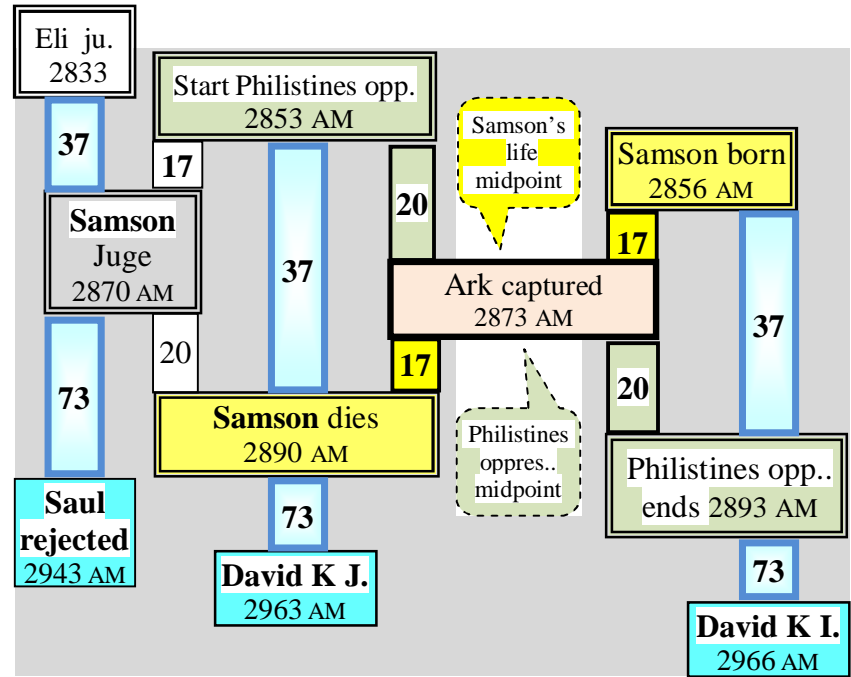 Eli ju.
2833
37
Samson
Juge
2870 AM
73
Saul
rejected
2943 AM
Start Philistines opp.
2853 AM
17
37
20
20
Samson dies
2890 AM
17
73
David K J.
2963 AM
Samson's
life
midpoint
Ark captured
2873 AM
Philistines
oppres..
midpoint
Samson born
2856 AM
17
37
20
Philistines opp..
ends 2893 AM
73
David K I.
2966 AM